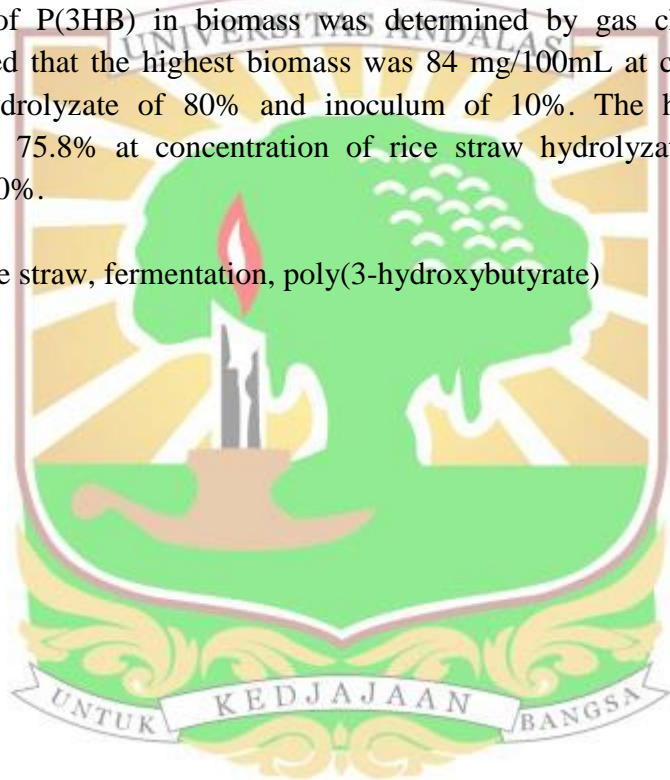 of P(3HB) in biomass was determined by gas
UNIVERSITAS ANDALAS
ed that the highest biomass was 84 mg/100mL at
drolyzate of 80% and inoculum of 10%. The
75.8% at concentration of rice straw
0%.
e straw, fermentation, poly(3-hydroxybutyrate)
UNTUK KEDJAJAAN BANGSA